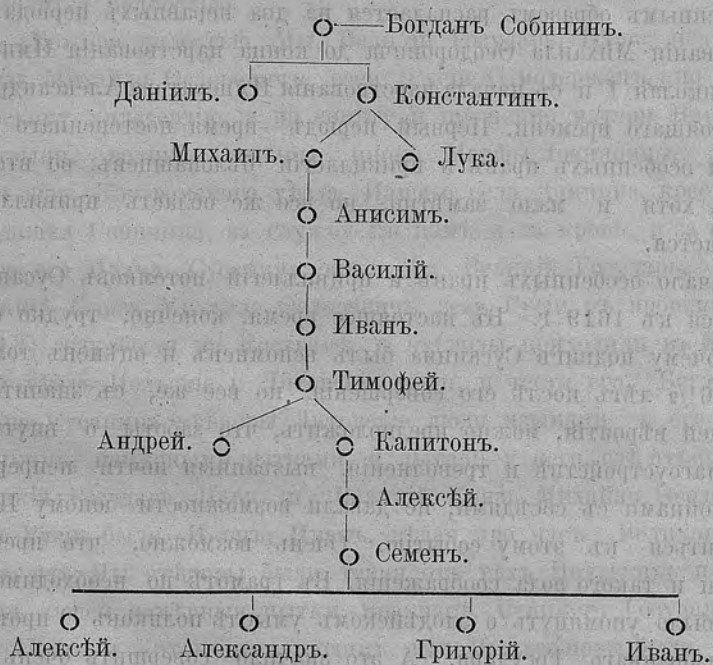 Богданъ Собининъ.
Даніилъ. Константинъ.
Михаилъ. Лука.
Анисимъ.
Василій.
Иванъ.
Тимофей.
Андрей. Капитонъ.
Алексѣй.
Семенъ.
Алексѣй. Александръ. Григорій. Иванъ.